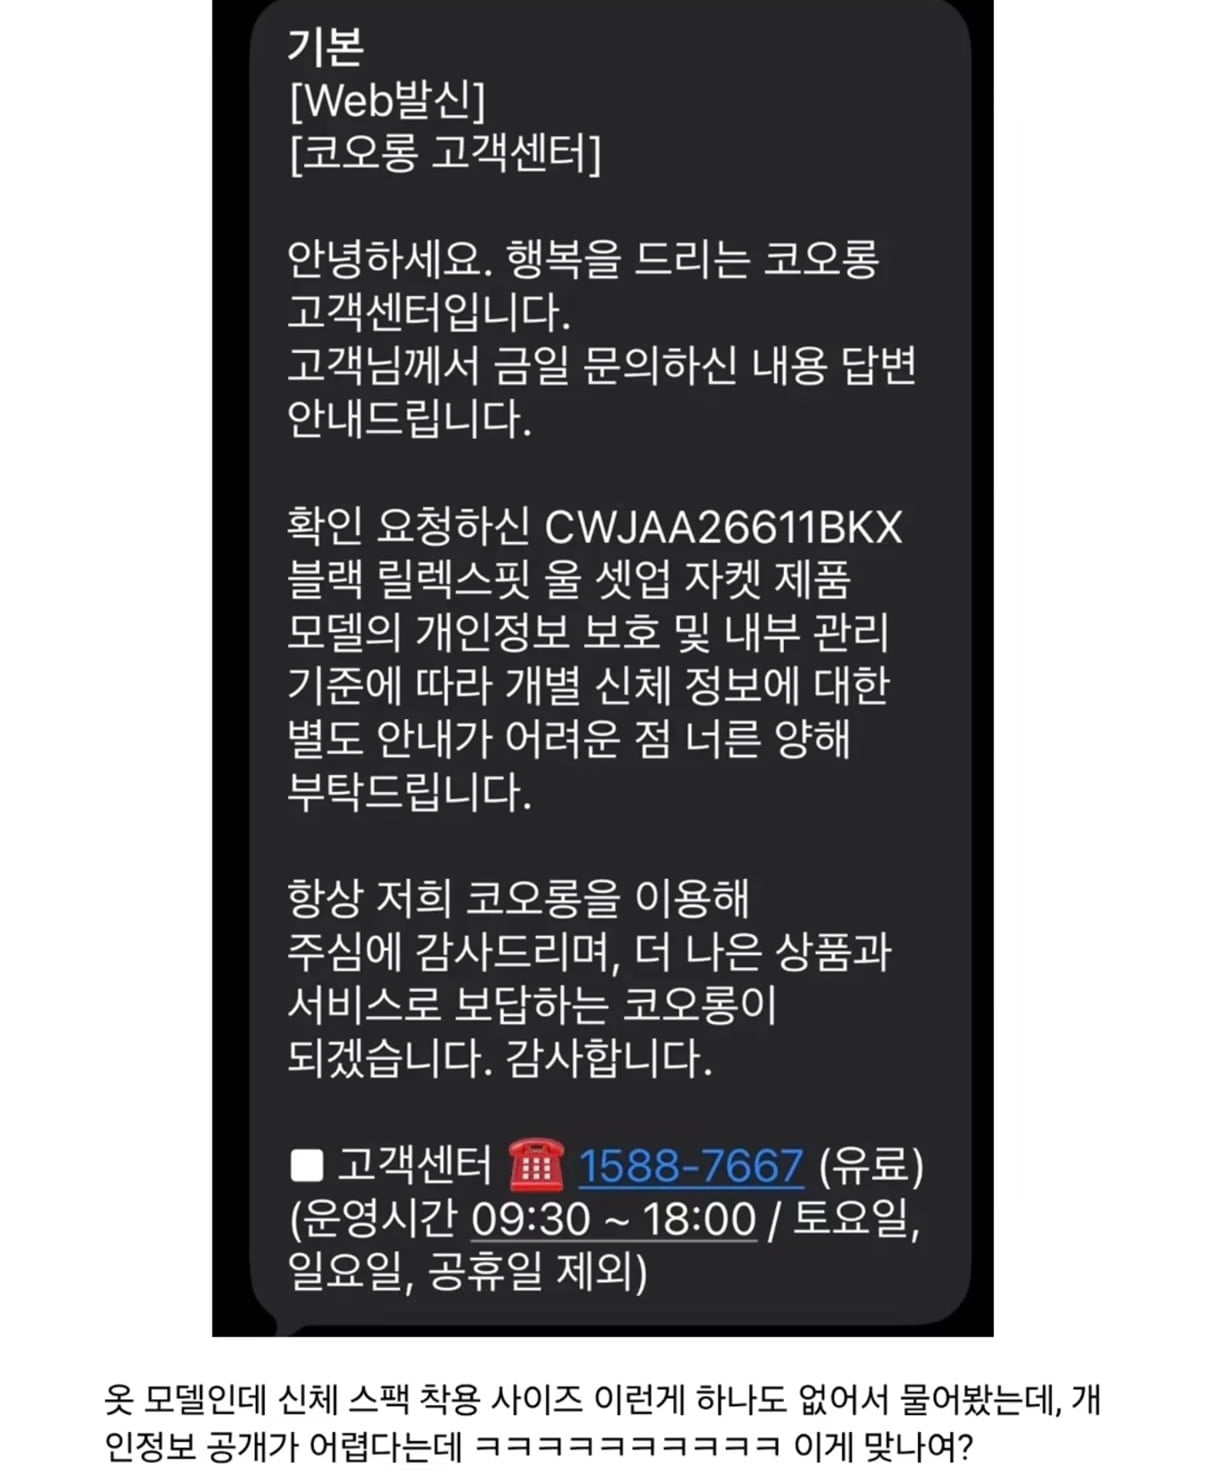 기본
[Web발신]
[코오롱 고객센터]
안녕하세요. 행복을 드리는 코오롱
고객센터입니다.
고객님께서 금일 문의하신 내용 답변
안내드립니다.
확인 요청하신 CWJAA26611BKX
블랙 릴렉스핏 울 셋업 자켓 제품
모델의 개인정보 보호 및 내부 관리
기준에 따라 개별 신체 정보에 대한
별도 안내가 어려운 점 너른 양해
부탁드립니다.
항상 저희 코오롱을 이용해
주심에 감사드리며, 더 나은 상품과
서비스로 보답하는 코오롱이
되겠습니다. 감사합니다.
■ 고객센터 ☎️ 1588-7667 (유료)
(운영시간 09:30 ~ 18:00 / 토요일,
일요일, 공휴일 제외)
옷 모델인데 신체 스팩 착용 사이즈 이런게 하나도 없어서 물어봤는데, 개
인정보 공개가 어렵다는데 ㅋㅋㅋㅋㅋㅋㅋㅋㅋㅋ 이게 맞나여?